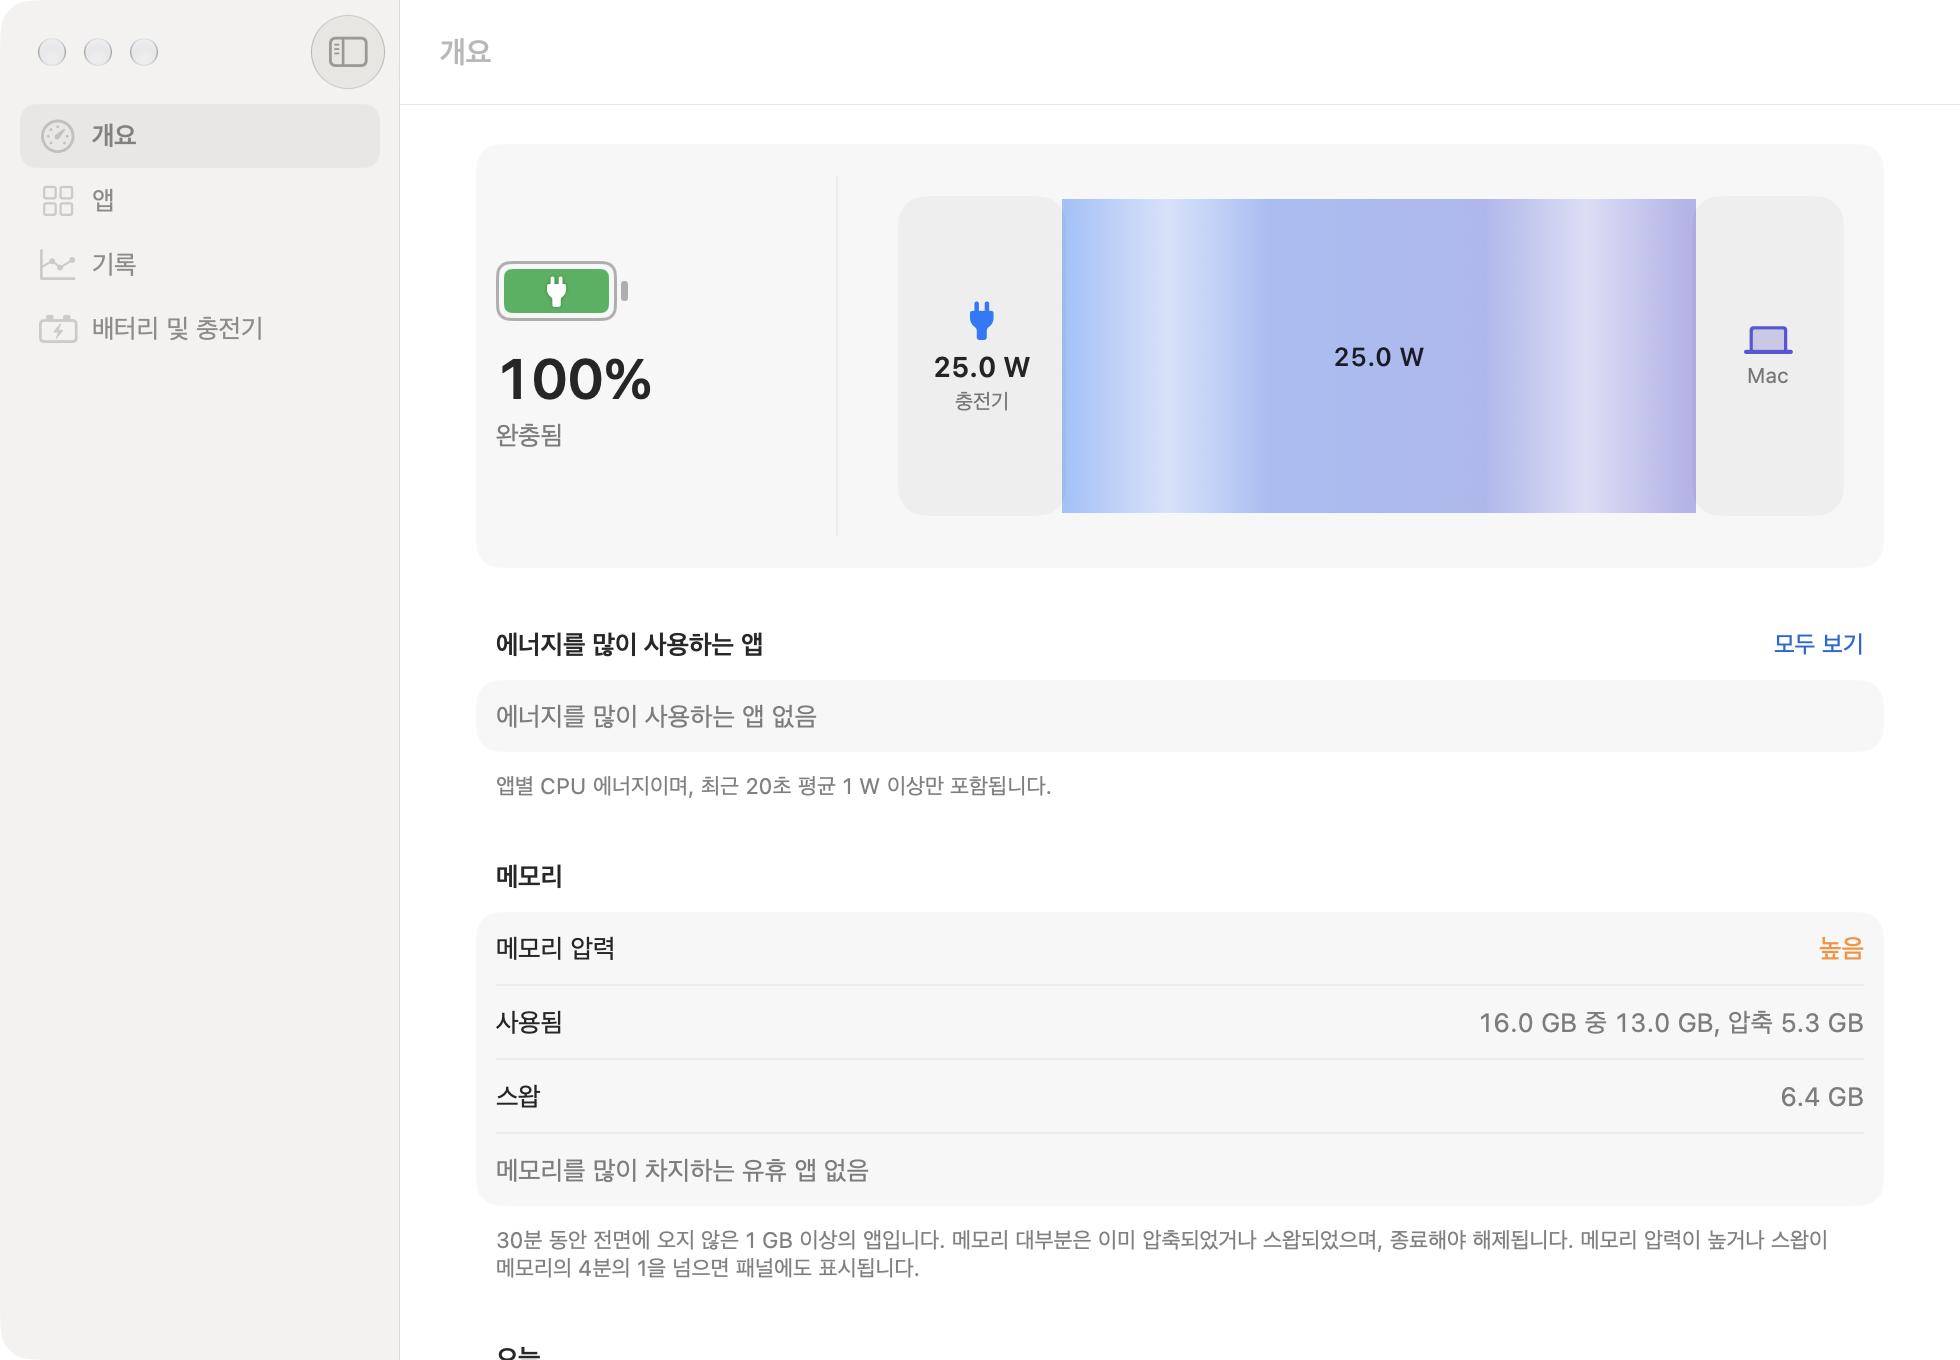 개요
개요
앱
기록
배터리 및 충전기
100%
완충됨
25.0 W
충전기
25.0 W
Mac
에너지를 많이 사용하는 앱
모두 보기
에너지를 많이 사용하는 앱 없음
앱별 CPU 에너지이며, 최근 20초 평균 1 W 이상만 포함됩니다.
메모리
메모리 압력
높음
사용됨
16.0 GB 중 13.0 GB, 압축 5.3 GB
스왑
6.4 GB
메모리를 많이 차지하는 유휴 앱 없음
30분 동안 전면에 오지 않은 1 GB 이상의 앱입니다. 메모리 대부분은 이미 압축되었거나 스왑되었으며, 종료해야 해제됩니다. 메모리 압력이 높거나 스왑이
메모리의 4분의 1을 넘으면 패널에도 표시됩니다.
오늘